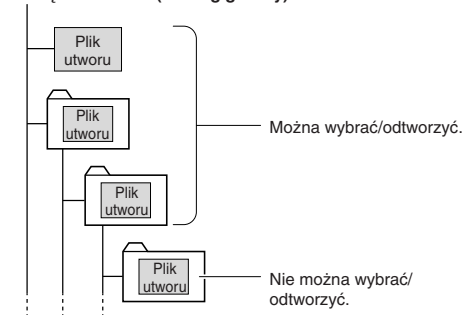 Plik
utworu
Plik
utworu
Można wybrać/odtworzyć.
Plik
utworu
Plik
utworu
Nie można wybrać/
odtworzyć.